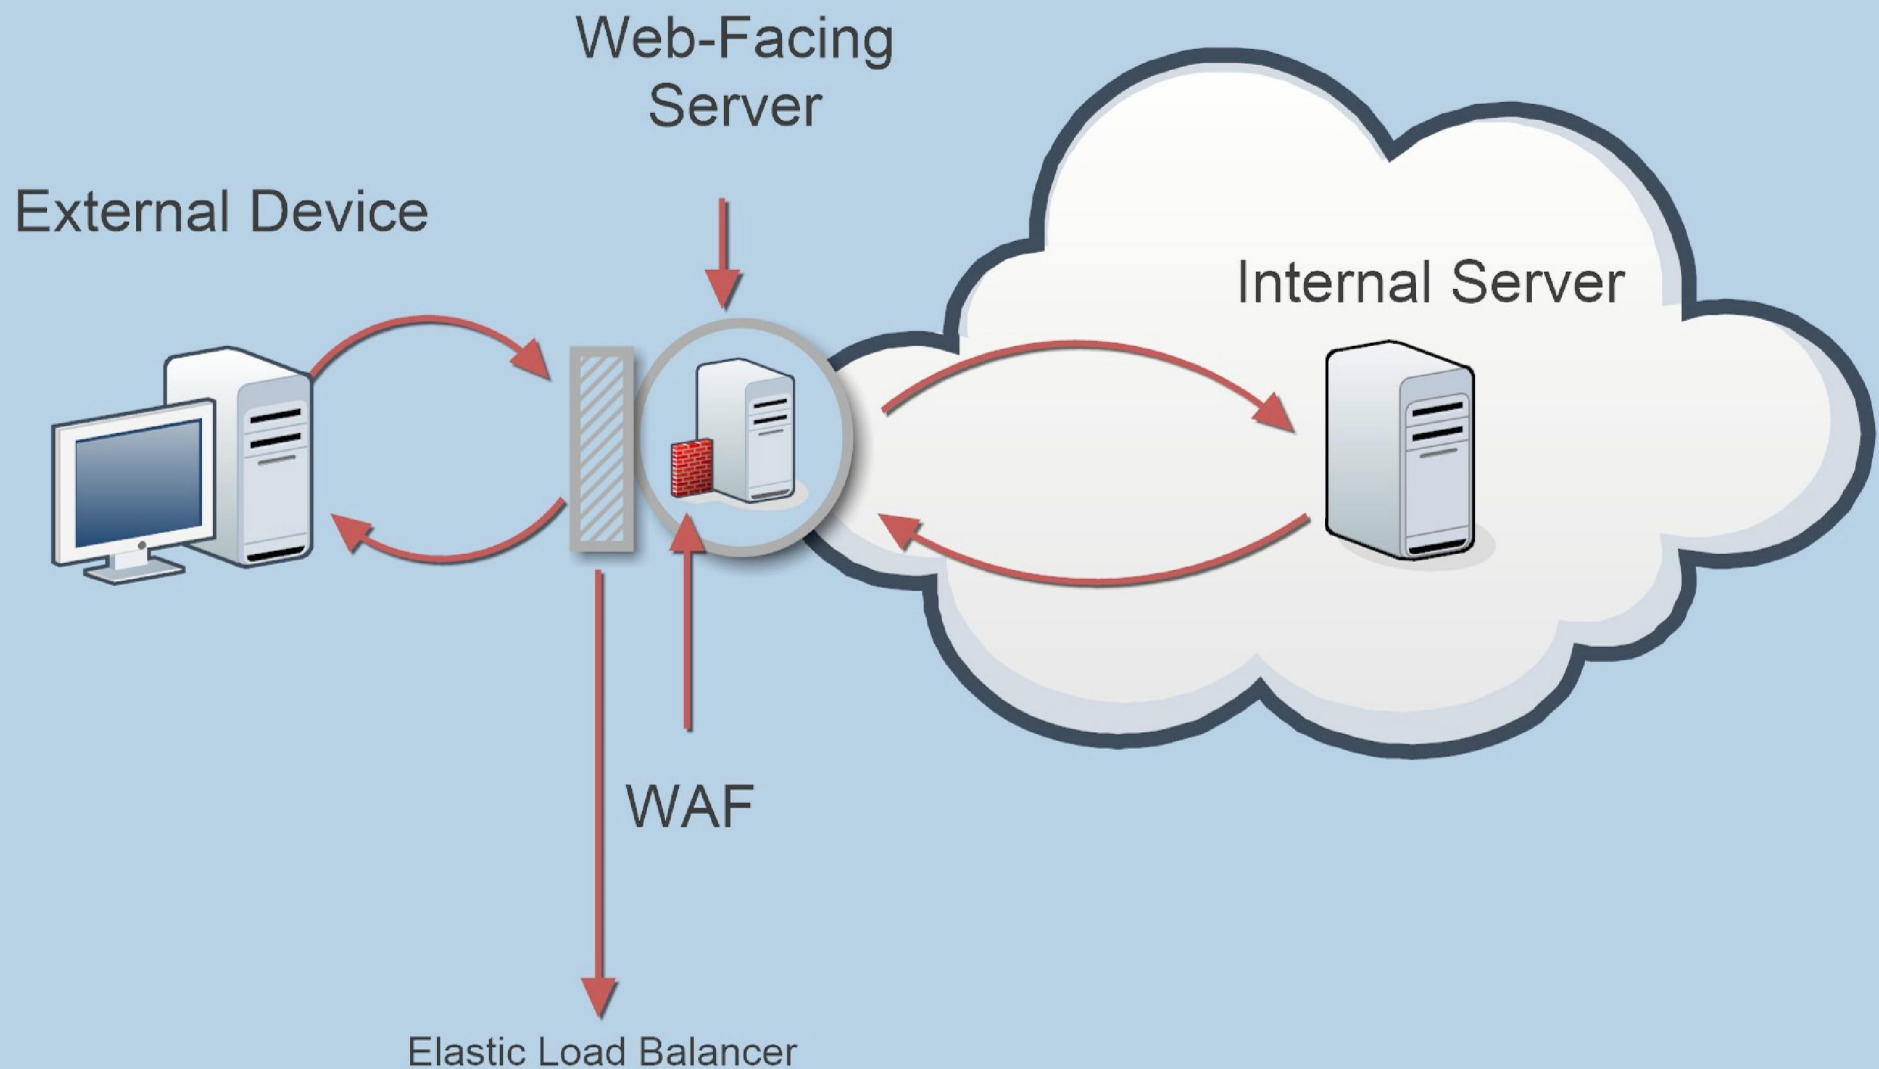 Web-Facing
Server
External Device
Internal Server
WAF
Elastic Load Balancer